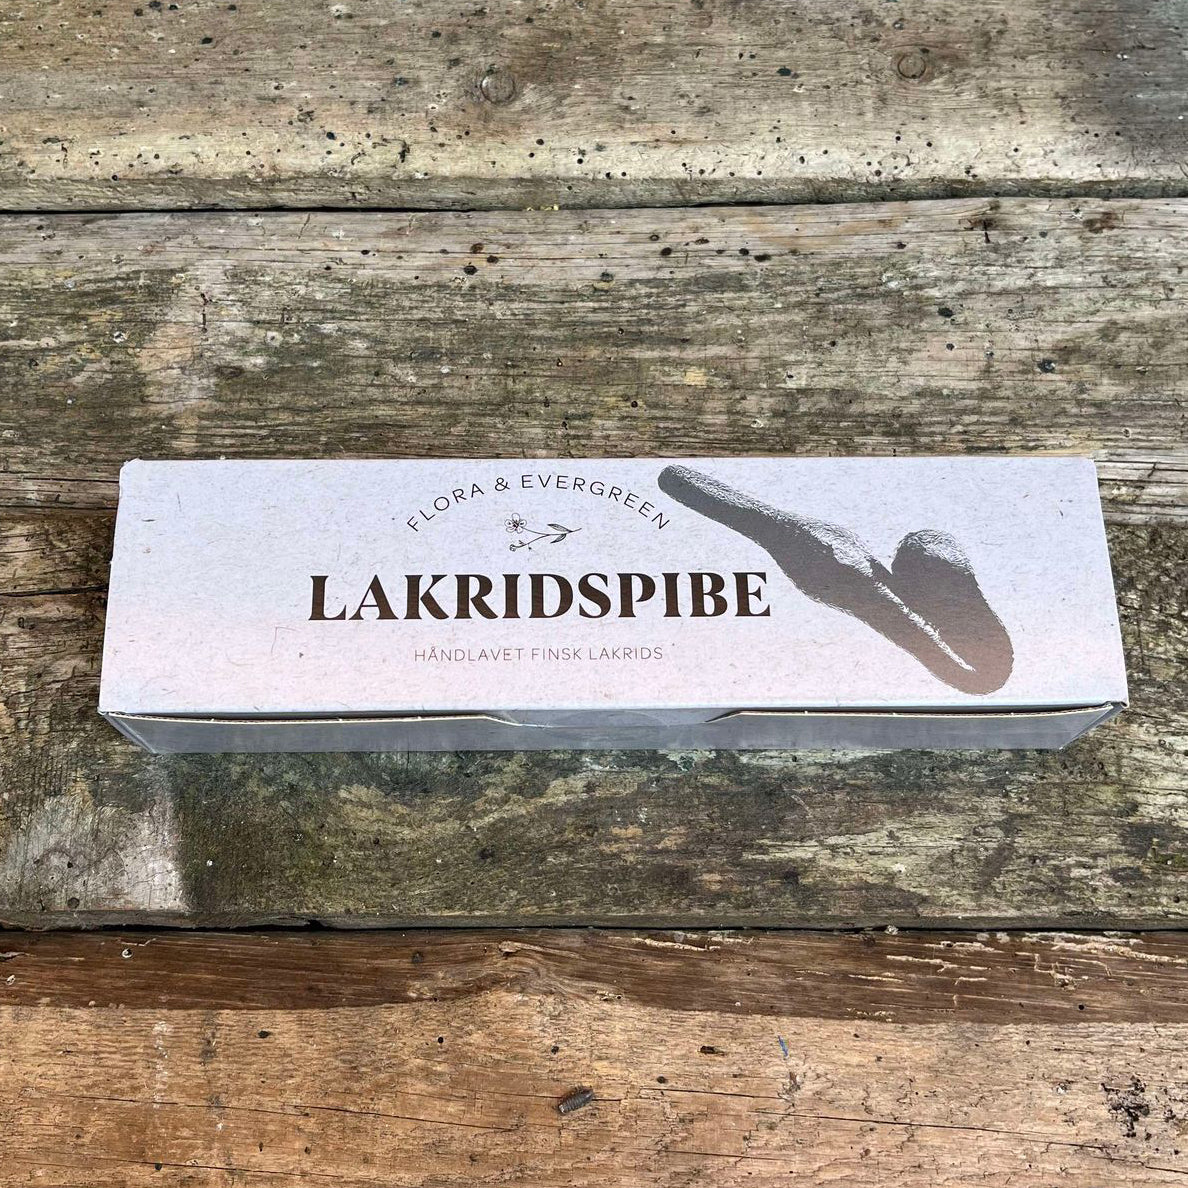 FLORA & EVERGREEN
LAKRIDSPIBE
HÅNDLAVET FINSK LAKRIDS